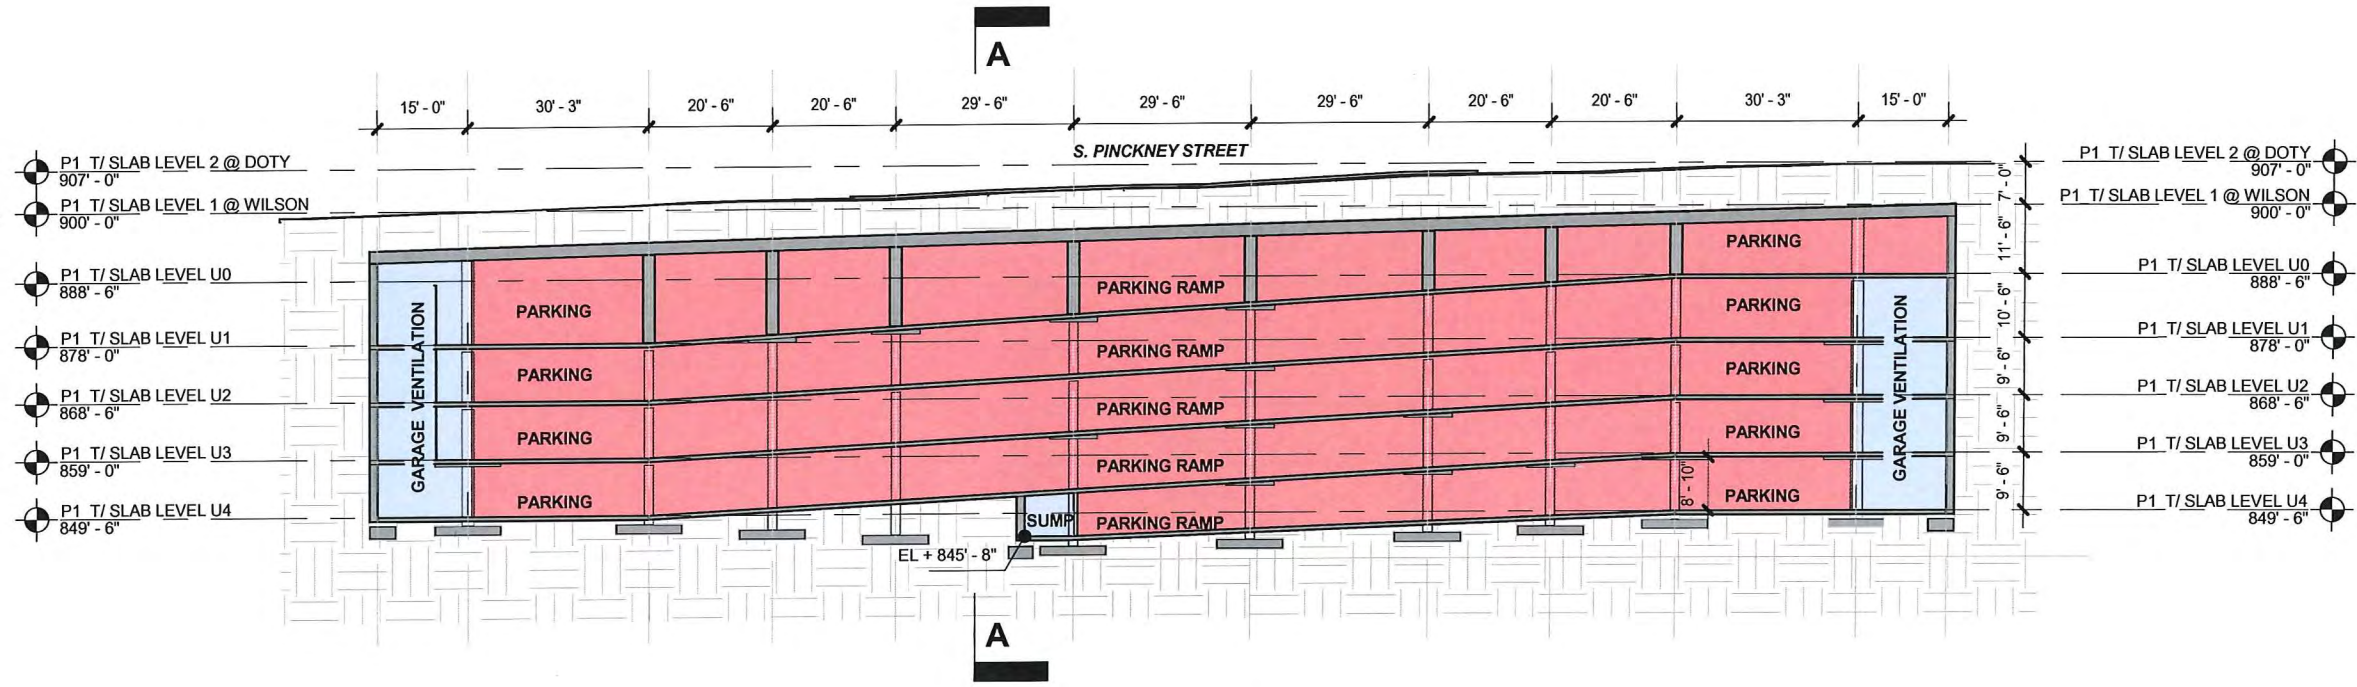 A
15' - 0"
30' - 3"
20' - 6"
20' - 6"
29' - 6"
29' - 6"
29' - 6"
20' - 6"
20' - 6"
30' - 3"
15' - 0"
S. PINCKNEY STREET
P1 T/ SLAB LEVEL 2 @ DOTY
907' - 0"
P1 T/ SLAB LEVEL 1 @ WILSON
900' - 0"
P1 T/ SLAB LEVEL U0
888' - 6"
P1 T/ SLAB LEVEL U1
878' - 0"
P1 T/ SLAB LEVEL U2
868' - 6"
P1 T/ SLAB LEVEL U3
859' - 0"
P1 T/ SLAB LEVEL U4
849' - 6"
GARAGE VENTILATION
PARKING
PARKING
PARKING
PARKING
PARKING RAMP
PARKING RAMP
PARKING RAMP
PARKING RAMP
PARKING RAMP
SUMP
EL + 845' - 8"
PARKING
PARKING
PARKING
PARKING
PARKING
8' - 10"
GARAGE VENTILATION
7' - 0"
11' - 6"
10' - 6"
9' - 6"
9' - 6"
9' - 6"
P1 T/ SLAB LEVEL 2 @ DOTY
907' - 0"
P1 T/ SLAB LEVEL 1 @ WILSON
900' - 0"
P1 T/ SLAB LEVEL U0
888' - 6"
P1 T/ SLAB LEVEL U1
878' - 0"
P1 T/ SLAB LEVEL U2
868' - 6"
P1 T/ SLAB LEVEL U3
859' - 0"
P1 T/ SLAB LEVEL U4
849' - 6"
A